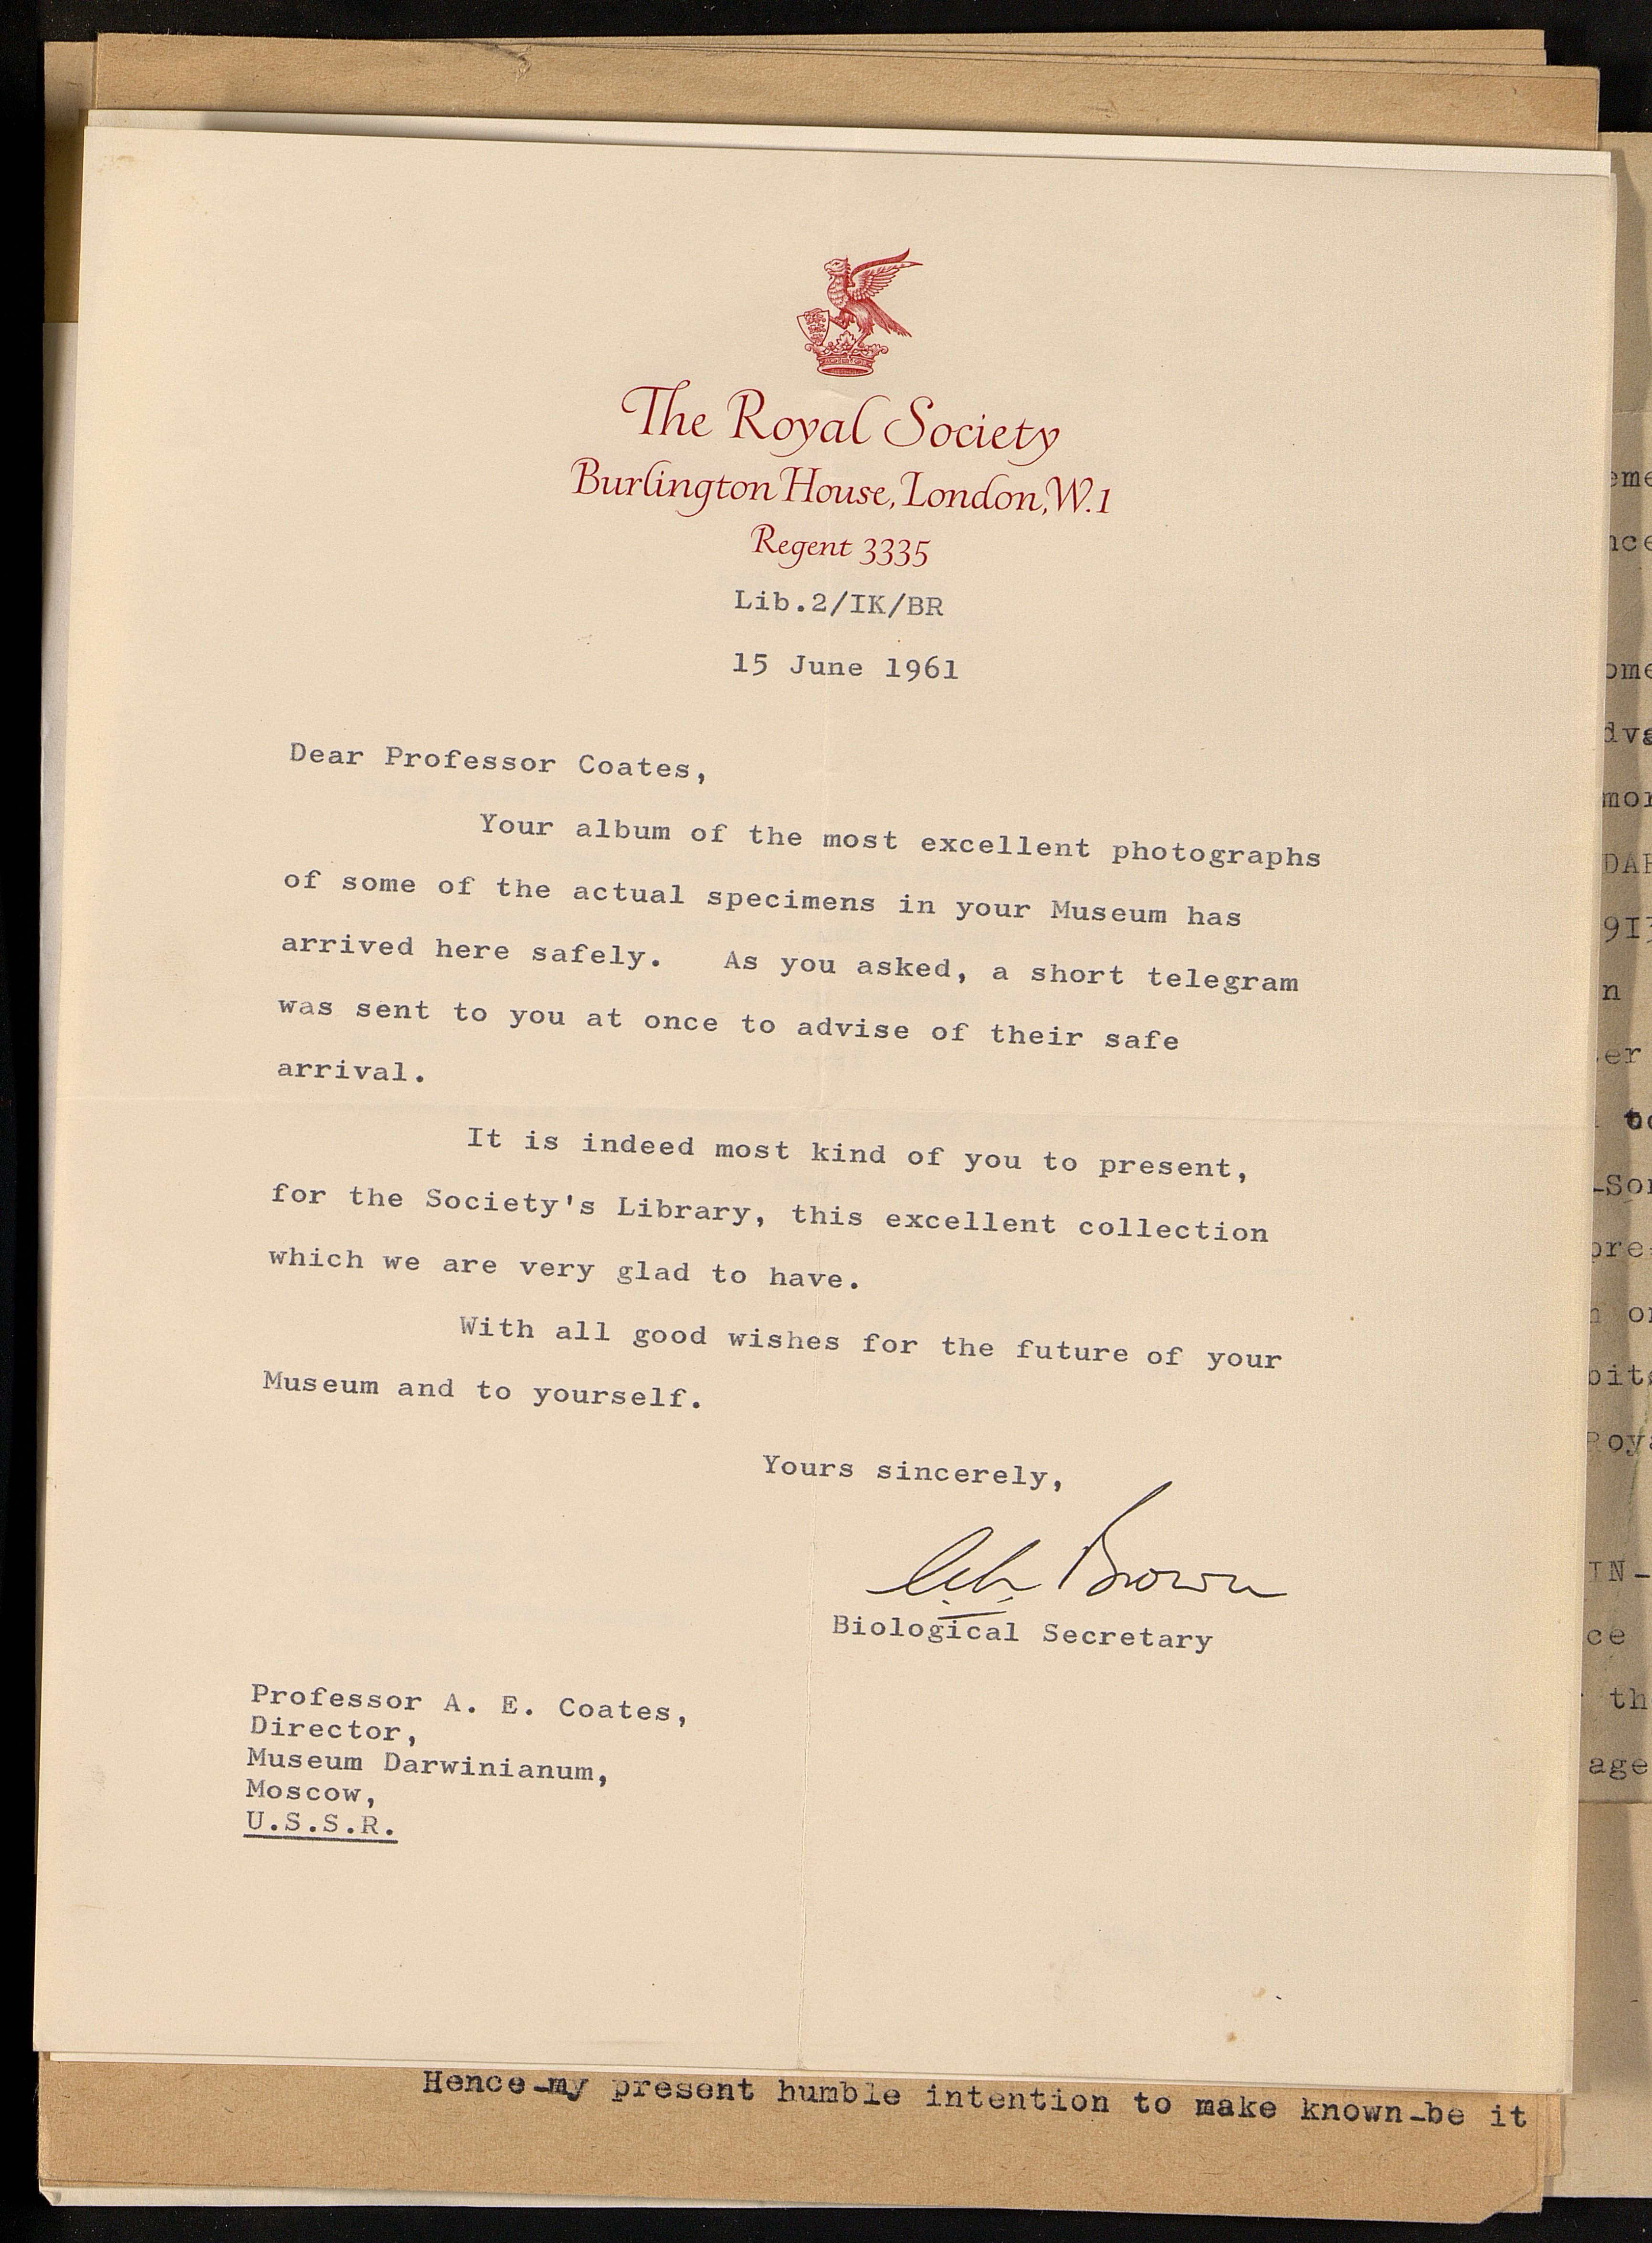 The Royal Society
Burlington House, London, W.1
Regent 3335
Lib.2/IK/BR
15 June 1961
Dear Professor Coates,
Your album of the most excellent photographs
of some of the actual specimens in your Museum has
arrived here safely. As you asked, a short telegram
was sent to you at once to advise of their safe
arrival.
It is indeed most kind of you to present,
for the Society's Library, this excellent collection
which we are very glad to have.
With all good wishes for the future of your
Museum and to yourself.
Yours sincerely,
Brown
Biological Secretary
Professor A. E. Coates,
Director,
Museum Darwinianum,
Moscow,
U.S.S.R.
Hence-my present humble intention to make known-be it